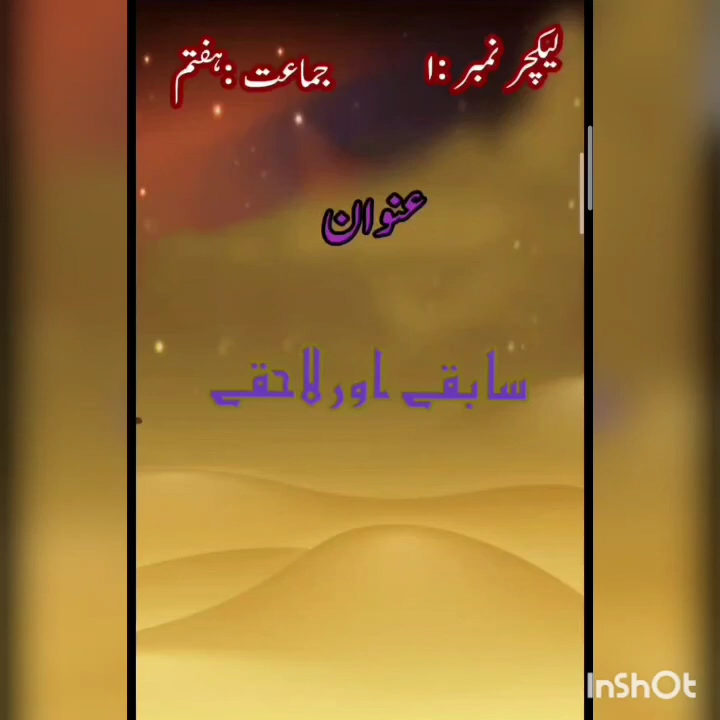 لیکچر نمبر :۱ جماعت :ہفتم
عنوان
سابقے اور لاحقے
InShOt